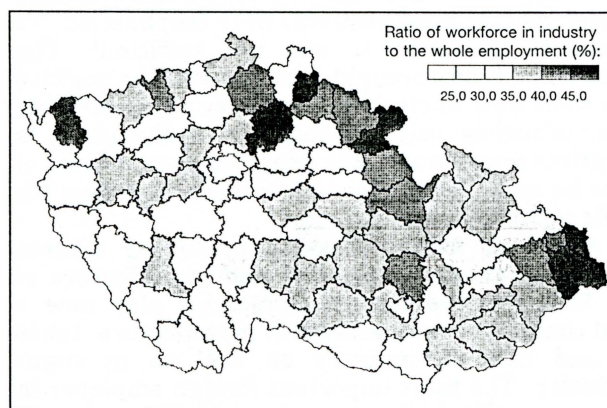 Ratio of workforce in industry
to the whole employment (%):
25,0 30,0 35,0 40,0 45,0